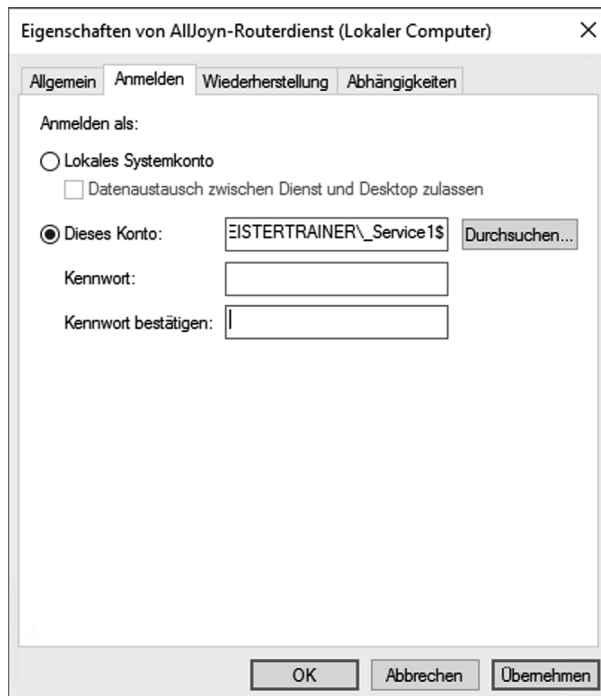 Eigenschaften von AllJoyn-Routerdienst (Lokaler Computer)
Allgemein Anmelden Wiederherstellung Abhängigkeiten
Anmelden als:
Lokales Systemkonto
Datenaustausch zwischen Dienst und Desktop zulassen
Dieses Konto: EISTERTRAINER\_Service1$ Durchsuchen...
Kennwort:
Kennwort bestätigen:
OK Abbrechen Übernehmen